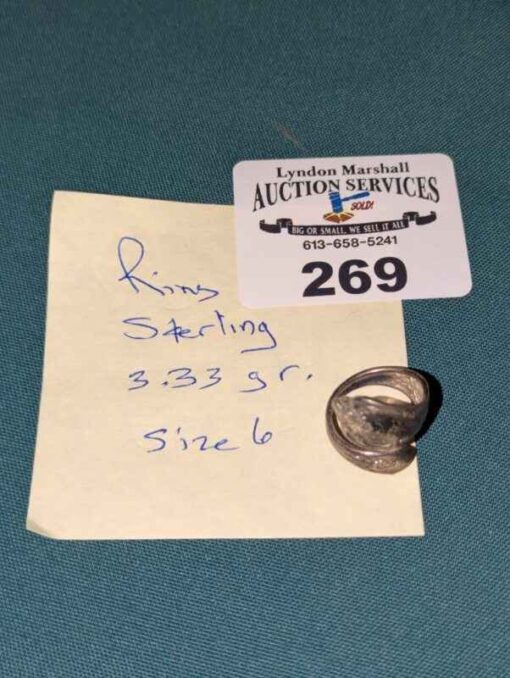 Lyndon Marshall
AUCTION SERVICES
SOLD!
BIG OR SMALL, WE SELL IT ALL
613-658-5241
269
Ring
Sterling
3.33 gr.
Size 6